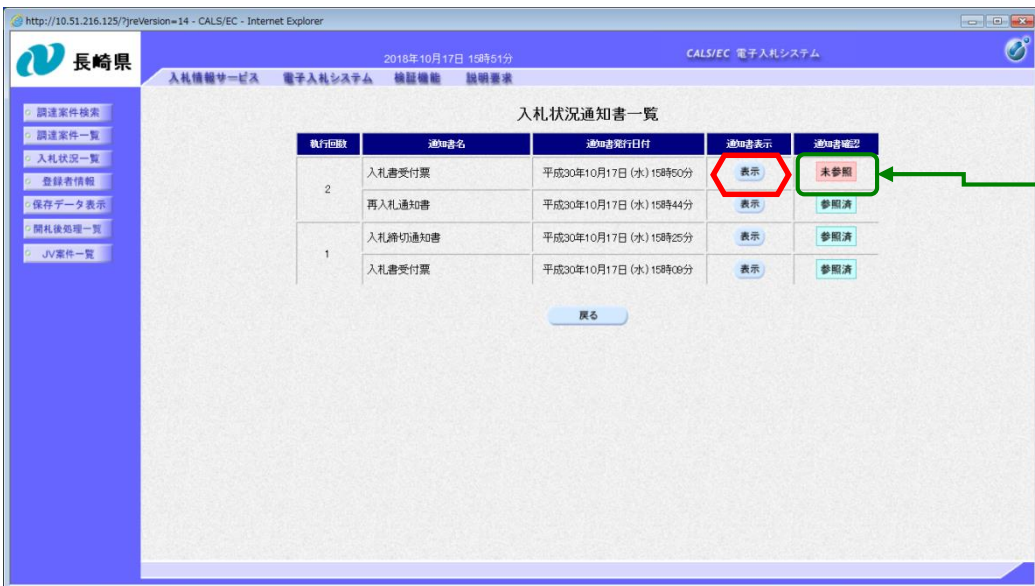 http://10.51.216.125/?jreVersion=14 - CALS/EC - Internet Explorer
長崎県
2018年10月17日 15時51分
CALS/EC 電子入札システム
入札情報サービス 電子入札システム 検証機能 説明要求
調達案件検索
調達案件一覧
入札状況一覧
登録者情報
保存データ表示
開札後処理一覧
JV案件一覧
入札状況通知書一覧
執行回数 通知書名 通知書発行日付 通知書表示 通知書確認
2 入札書受付票 平成30年10月17日 (水) 15時50分 表示 未参照
再入札通知書 平成30年10月17日 (水) 15時44分 表示 参照済
1 入札締切通知書 平成30年10月17日 (水) 15時25分 表示 参照済
入札書受付票 平成30年10月17日 (水) 15時09分 表示 参照済
戻る